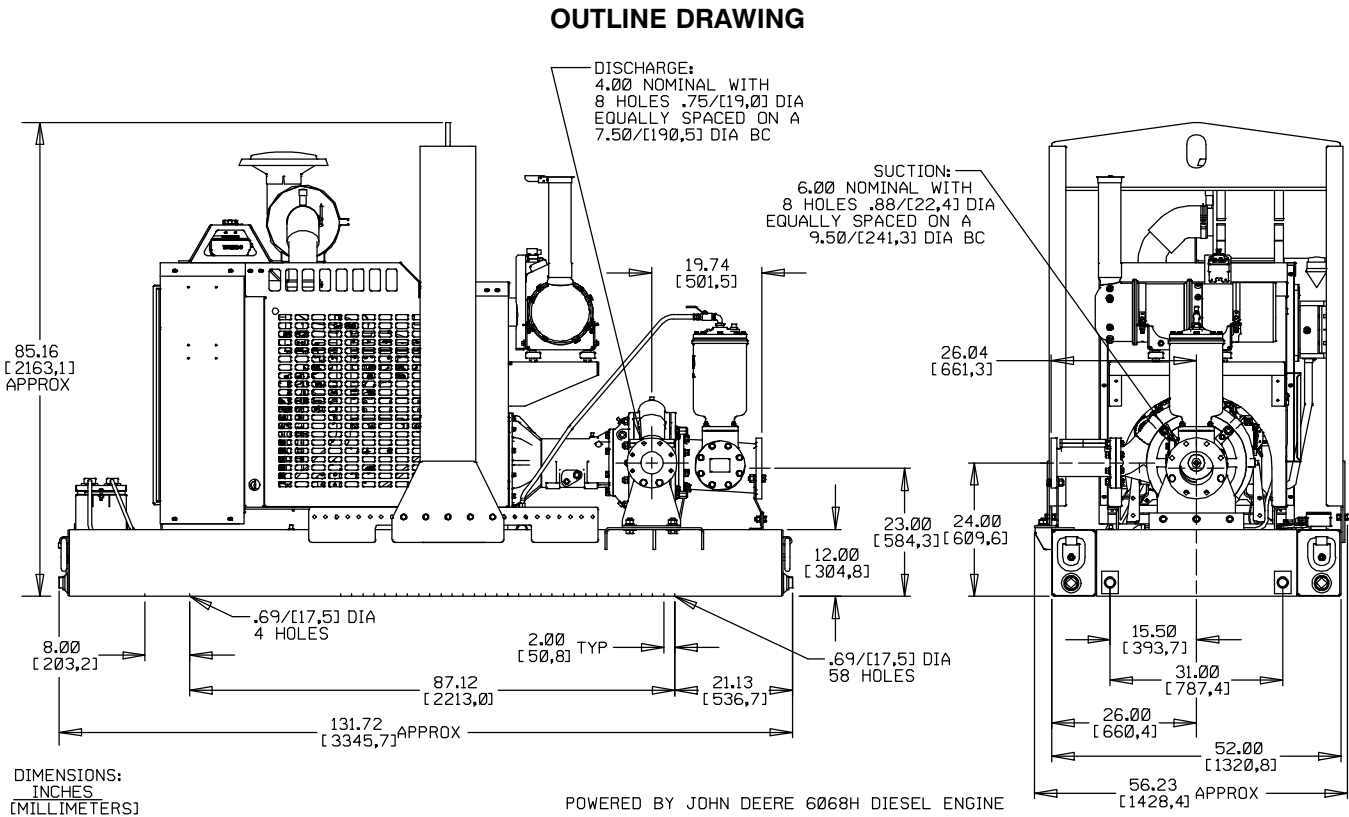 OUTLINE DRAWING
DISCHARGE:
4.00 NOMINAL WITH
8 HOLES .75/[19,0] DIA
EQUALLY SPACED ON A
7.50/[190,5] DIA BC
SUCTION:
6.00 NOMINAL WITH
8 HOLES .88/[22,4] DIA
EQUALLY SPACED ON A
9.50/[241,3] DIA BC
19.74
[501,5]
85.16
[2163,1]
APPROX
26.04
[661,3]
23.00
[584,3]
24.00
[609,6]
12.00
[304,8]
.69/[17,5] DIA
4 HOLES
8.00
[203,2]
2.00 TYP
[50,8]
.69/[17,5] DIA
58 HOLES
15.50
[393,7]
87.12
[2213,0]
21.13
[536,7]
31.00
[787,4]
131.72
[3345,7] APPROX
26.00
[660,4]
52.00
[1320,8]
56.23
[1428,4] APPROX
DIMENSIONS:
INCHES
[MILLIMETERS]
POWERED BY JOHN DEERE 6068H DIESEL ENGINE